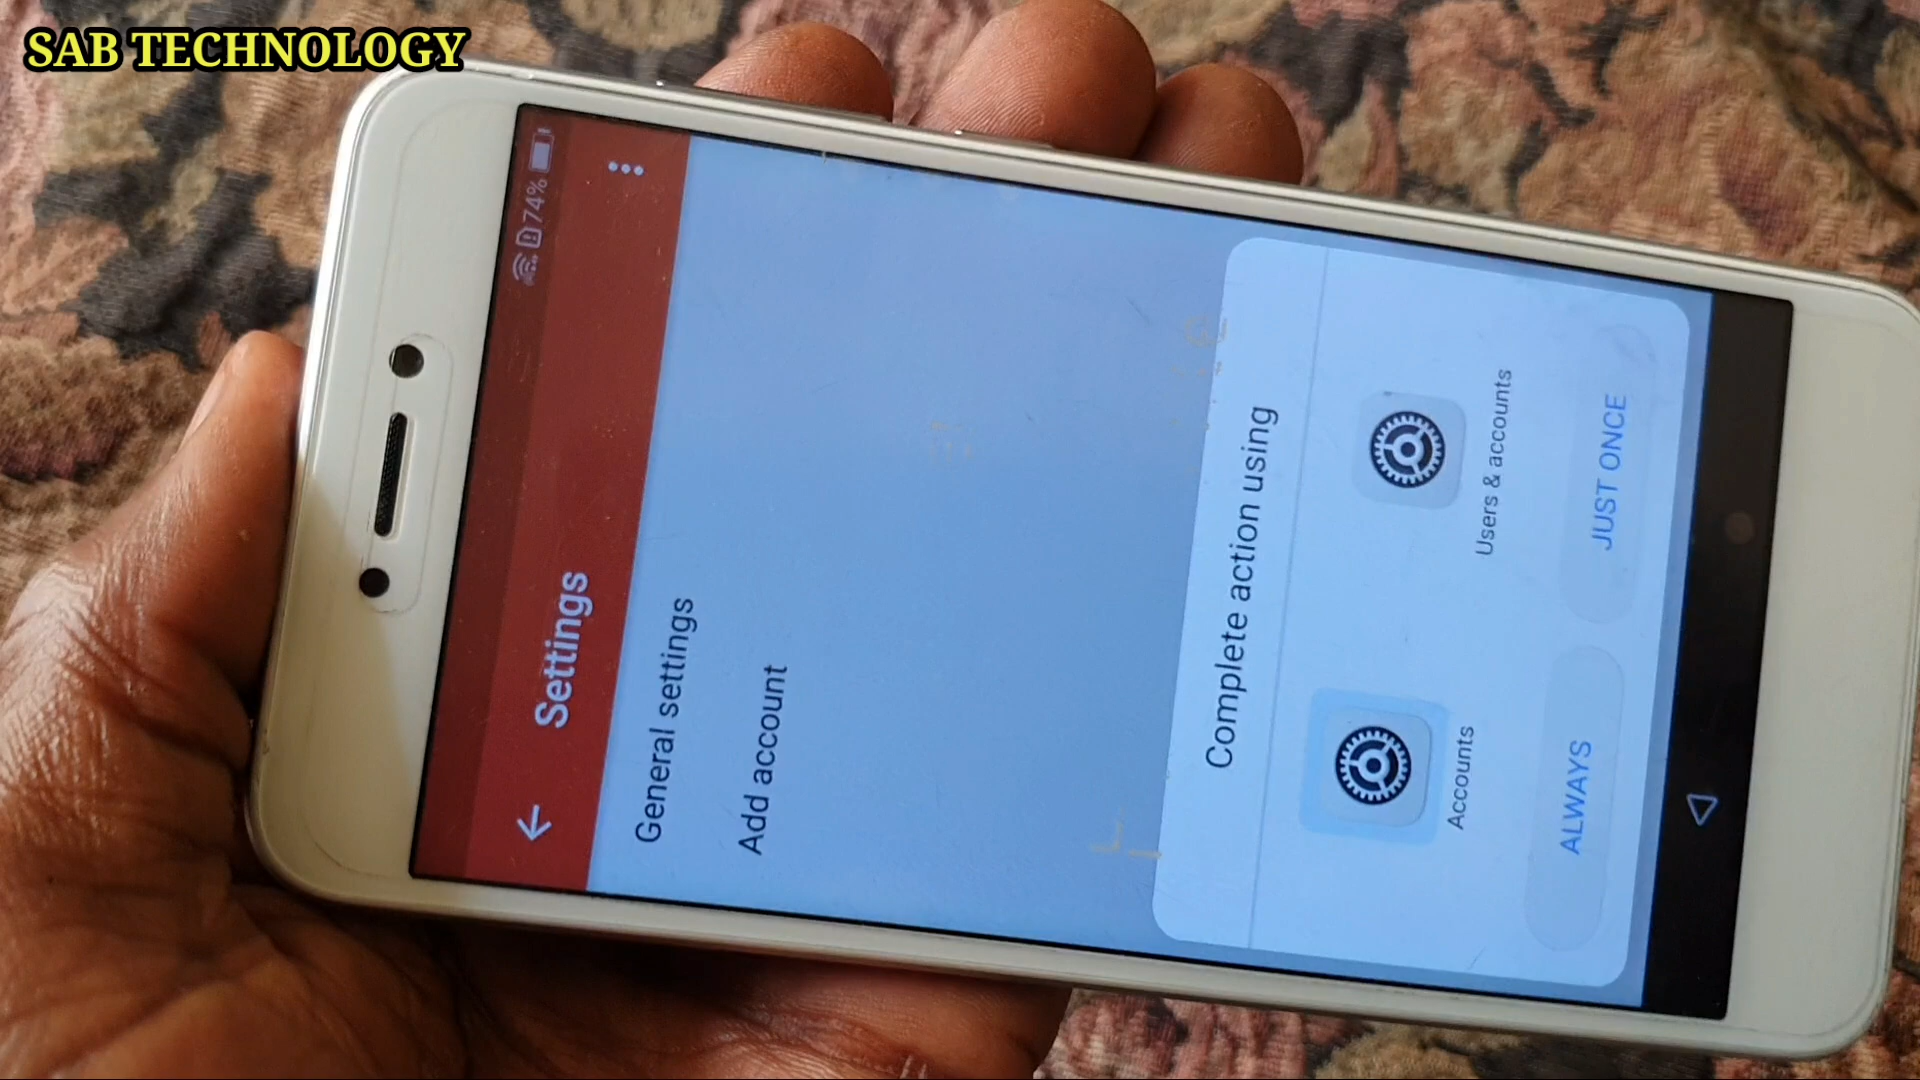 SAB TECHNOLOGY
74%
Settings
General settings
Add account
Complete action using
Accounts
Users & accounts
ALWAYS
JUST ONCE